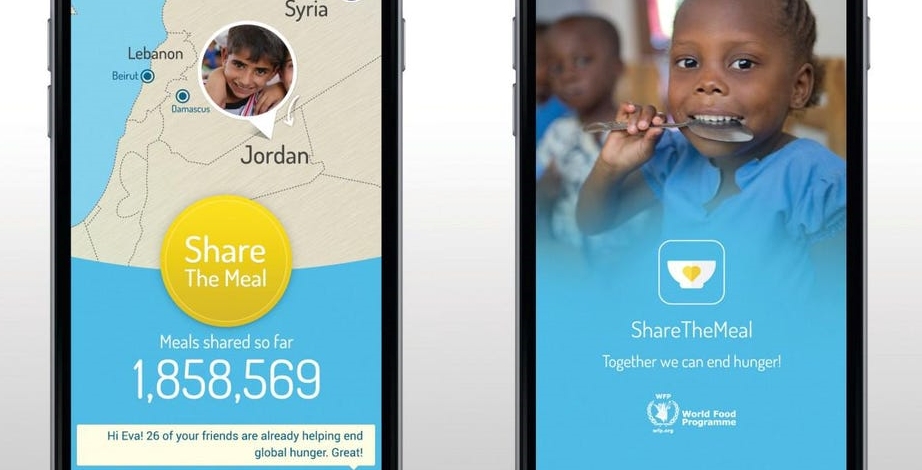 Syria
Lebanon
Beirut
Damascus
Jordan
Share
The Meal
Meals shared so far
1,858,569
Hi Eva! 26 of your friends are already helping end
global hunger. Great!
ShareTheMeal
Together we can end hunger!
WFP
wfp.org
World Food
Programme